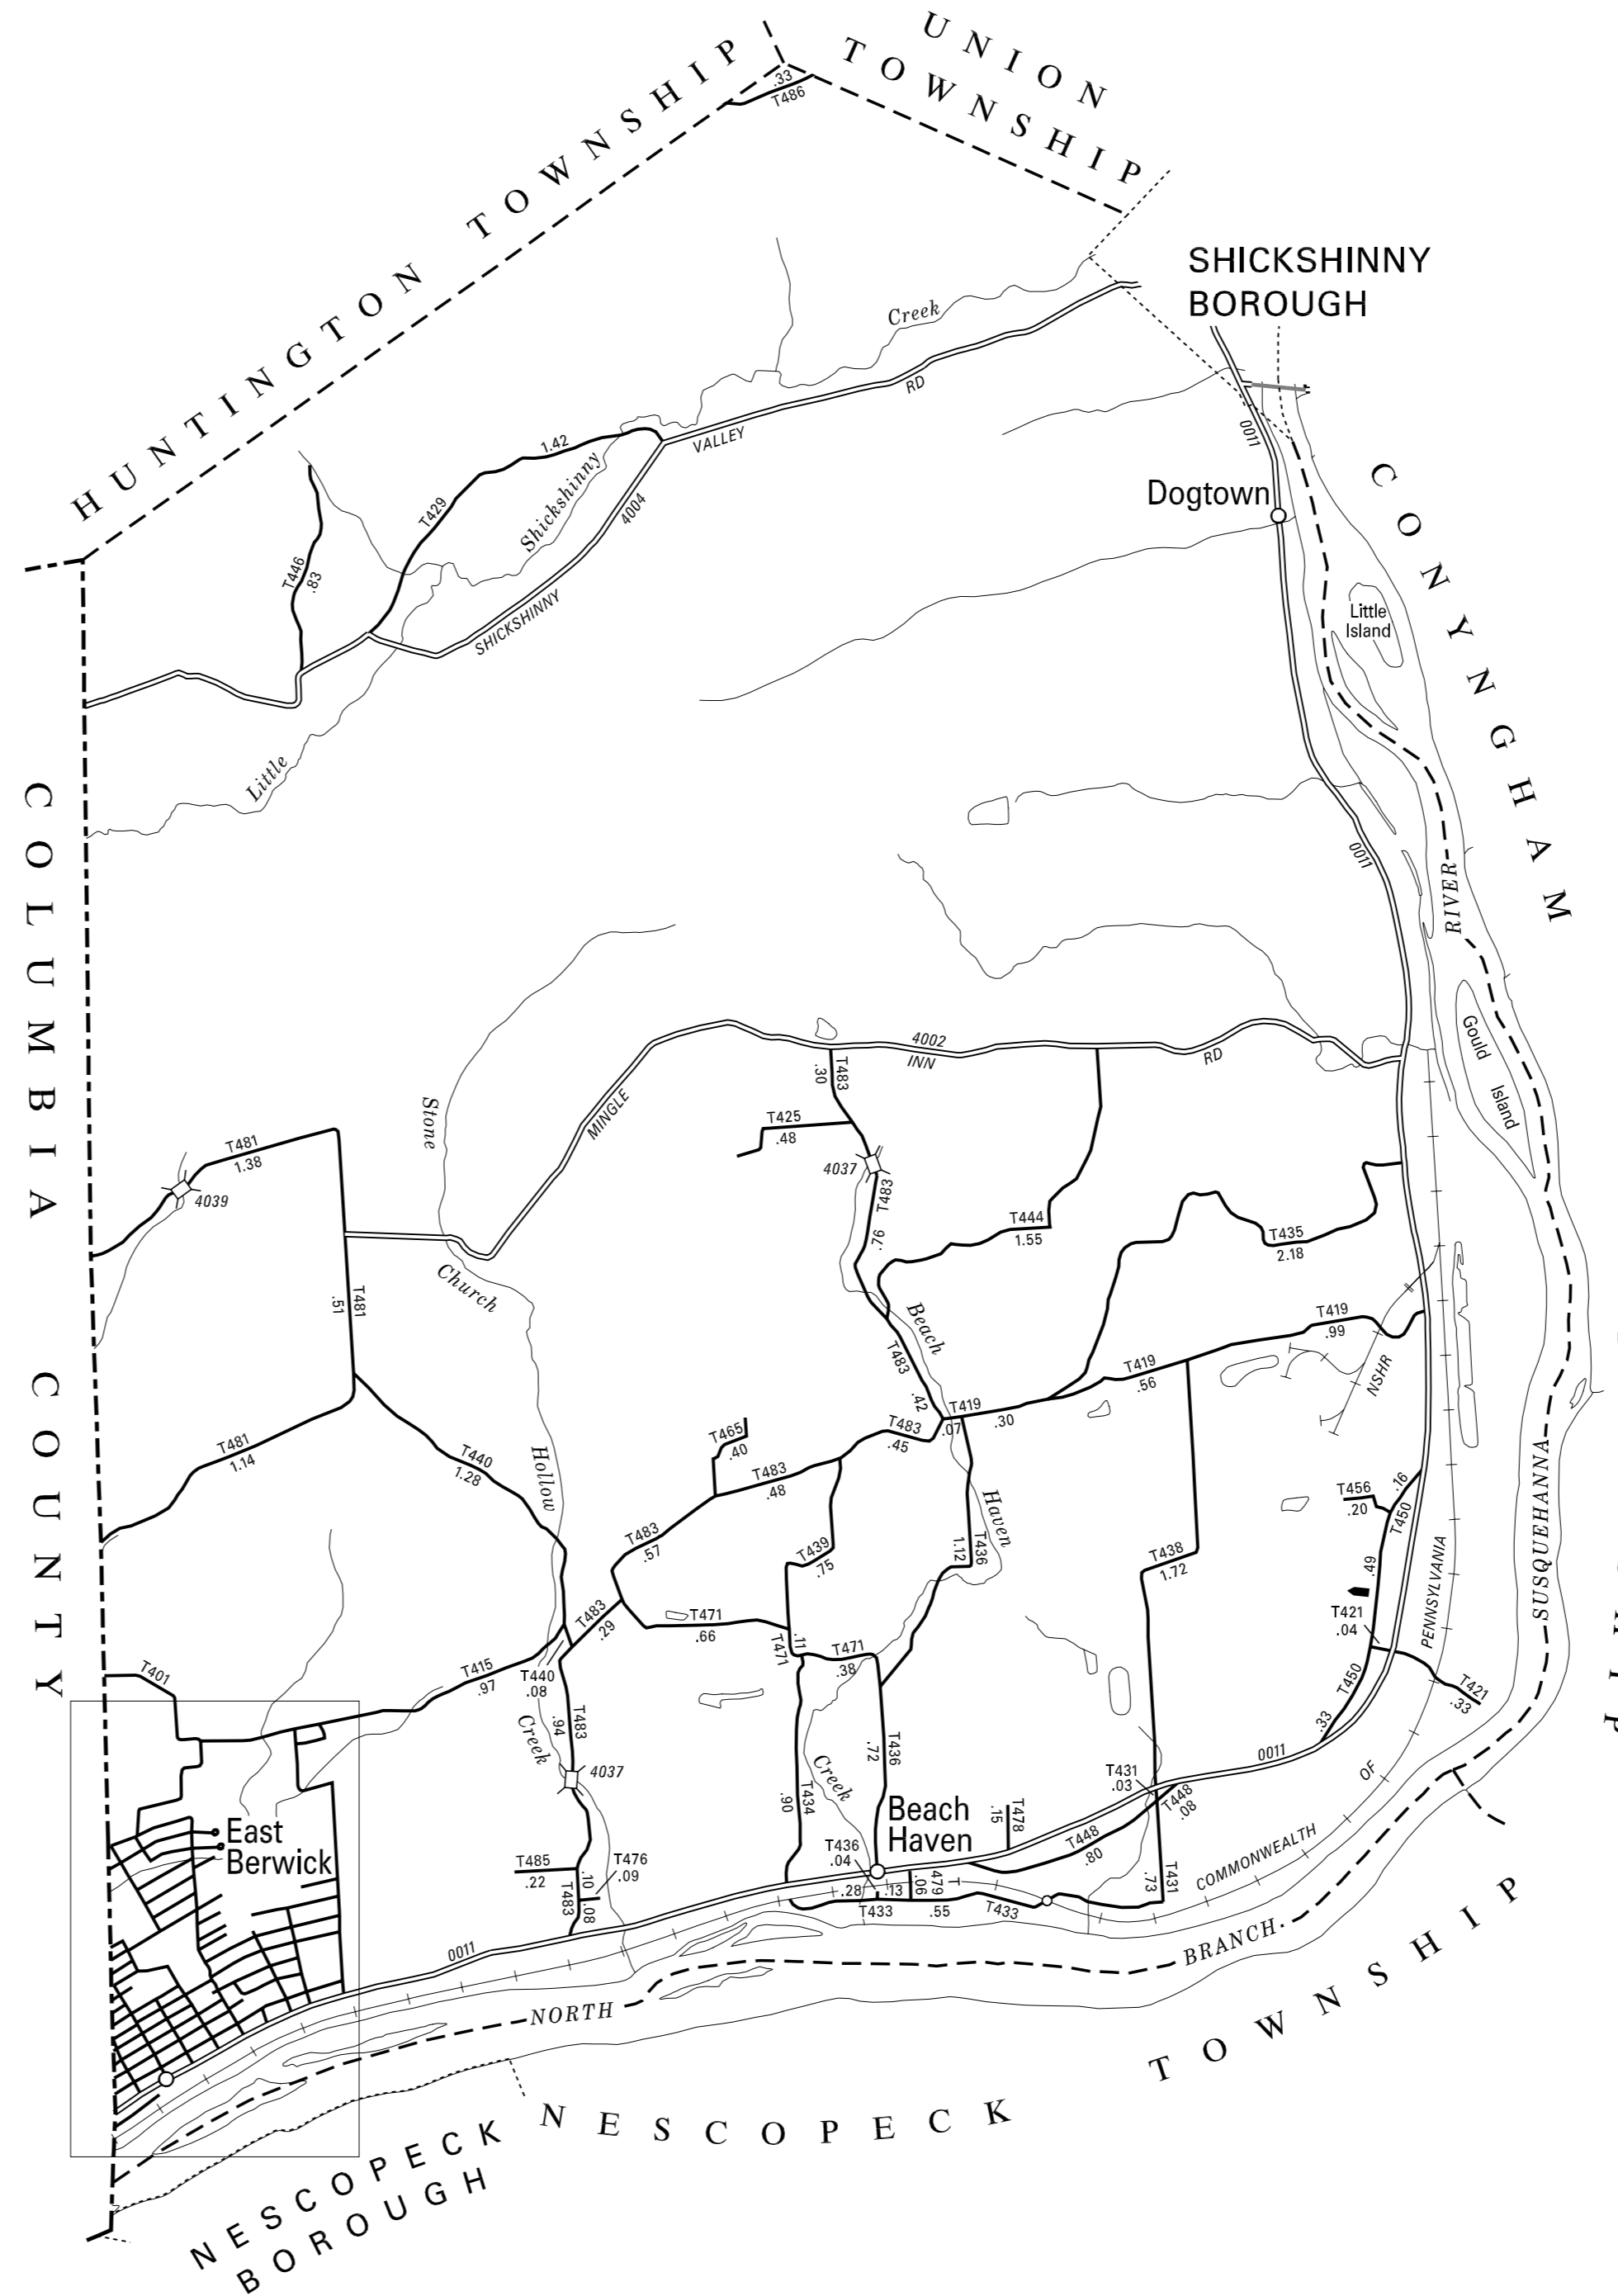 UNION
TOWNSHIP
HUNTINGTON TOWNSHIP
.33
T486
SHICKSHINNY
BOROUGH
Creek
RD
VALLEY
1.42
T429
Shickshinny
4004
SHICKSHINNY
T446
.83
Little
0011
Dogtown
CONYNGHAM
Little
Island
0011
RIVER
Gould
Island
COLUMBIA COUNTY
4002
INN
RD
MINGLE
Stone
Church
Hollow
Creek
T483
.30
T425
.48
4037
T483
.76
T481
1.38
4039
T481
.51
T444
1.55
T435
2.18
Beach
Haven
Creek
T419
.99
T419
.56
NSHR
T483
.42
T419
.07
.30
T483
.45
T465
.40
T483
.48
T481
1.14
T440
1.28
T483
.57
T439
.75
1.12
T436
T438
1.72
T456
.20
.16
T450
.49
T421
.04
T450
.33
T421
.33
PENNSYLVANIA
SUSQUEHANNA
T483
.29
T471
.66
T471
.11
T471
.38
T440
.08
T415
.97
T401
.94
T483
4037
.72
T436
.90
T434
Beach
Haven
T436
.04
T478
.15
T431
.03
T448
.08
T448
.80
0011
OF
COMMONWEALTH
.73
T431
East
Berwick
T485
.22
.10
T483
T476
.09
.08
.28
.13
T433
.06
T
479
.55
T433
0011
NORTH
BRANCH
NESCOPECK TOWNSHIP
NESCOPECK
BOROUGH